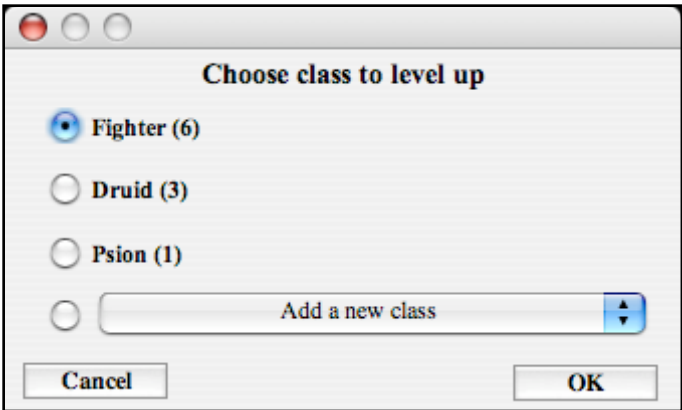 Choose class to level up
Fighter (6)
Druid (3)
Psion (1)
Add a new class
Cancel OK